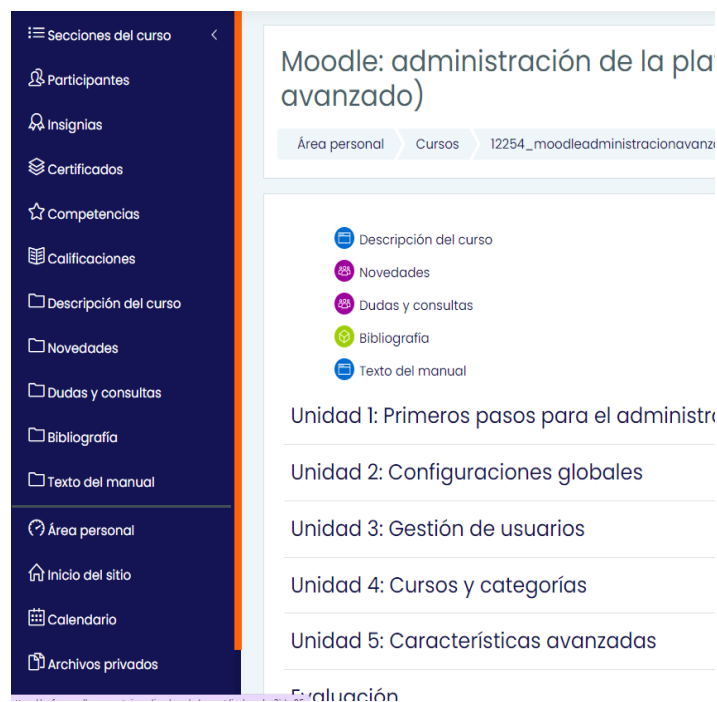 Secciones del curso
Participantes
Insignias
Certificados
Competencias
Calificaciones
Descripción del curso
Novedades
Dudas y consultas
Bibliografía
Texto del manual
Área personal
Inicio del sitio
Calendario
Archivos privados
Moodle: administración de la pla
avanzado)
Área personal Cursos 12254_moodleadministracionavanz
Descripción del curso
Novedades
Dudas y consultas
Bibliografía
Texto del manual
Unidad 1: Primeros pasos para el administr
Unidad 2: Configuraciones globales
Unidad 3: Gestión de usuarios
Unidad 4: Cursos y categorías
Unidad 5: Características avanzadas
Evaluación